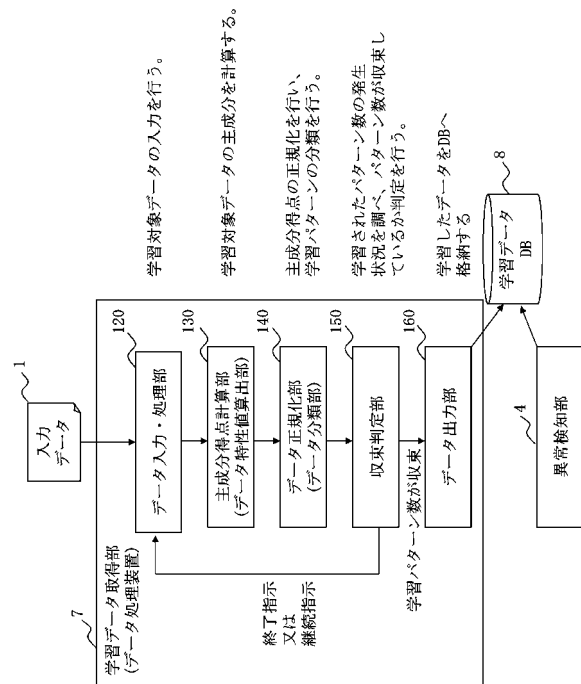 入力
データ
1
7
学習データ取得部
(データ処理装置)
120
データ入力・処理部
学習対象データの入力を行う。
130
主成分得点計算部
(データ特性値算出部)
学習対象データの主成分を計算する。
140
データ正規化部
(データ分類部)
主成分得点の正規化を行い、
学習パターンの分類を行う。
150
収束判定部
学習されたパターン数の発生
状況を調べ、パターン数が収束し
ているか判定を行う。
終了指示
又は
継続指示
学習パターン数が収束
160
データ出力部
学習したデータをDBへ
格納する
4
異常検知部
8
学習データ
DB